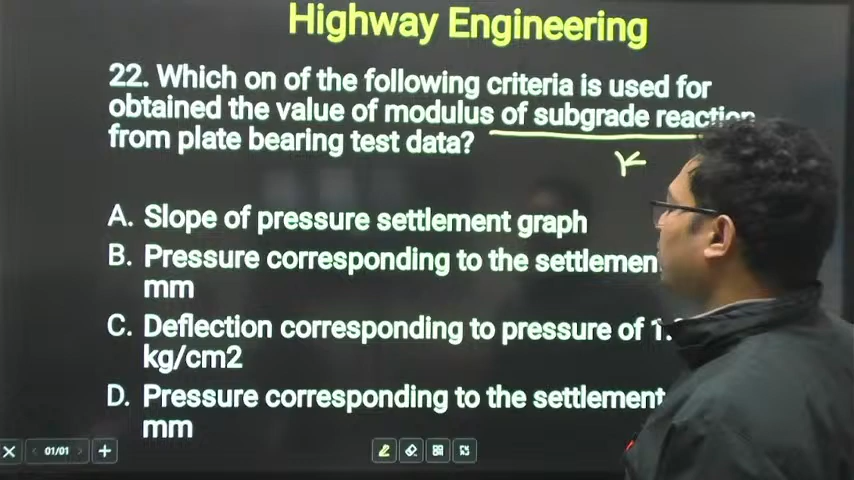 Highway Engineering
22. Which on of the following criteria is used for
obtained the value of modulus of subgrade reaction
from plate bearing test data?
K
A. Slope of pressure settlement graph
B. Pressure corresponding to the
mm
C. Deflection corresponding to pressure of
kg/cm2
D. Pressure corresponding to the settlement
mm
01/01